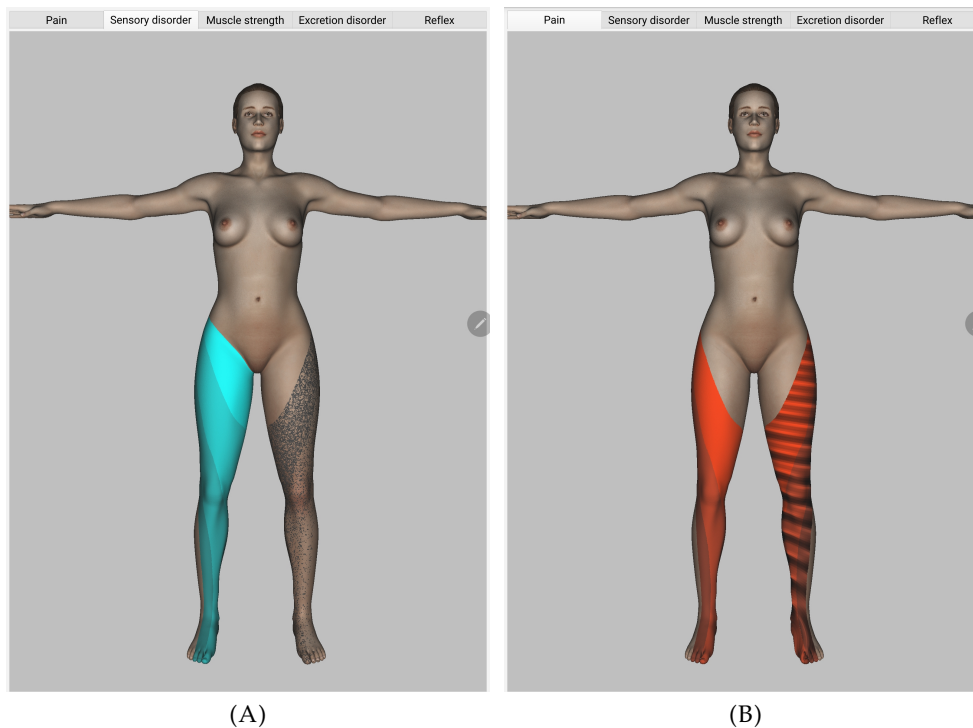 Pain Sensory disorder Muscle strength Excretion disorder Reflex
Pain Sensory disorder Muscle strength Excretion disorder Reflex
(A)
(B)